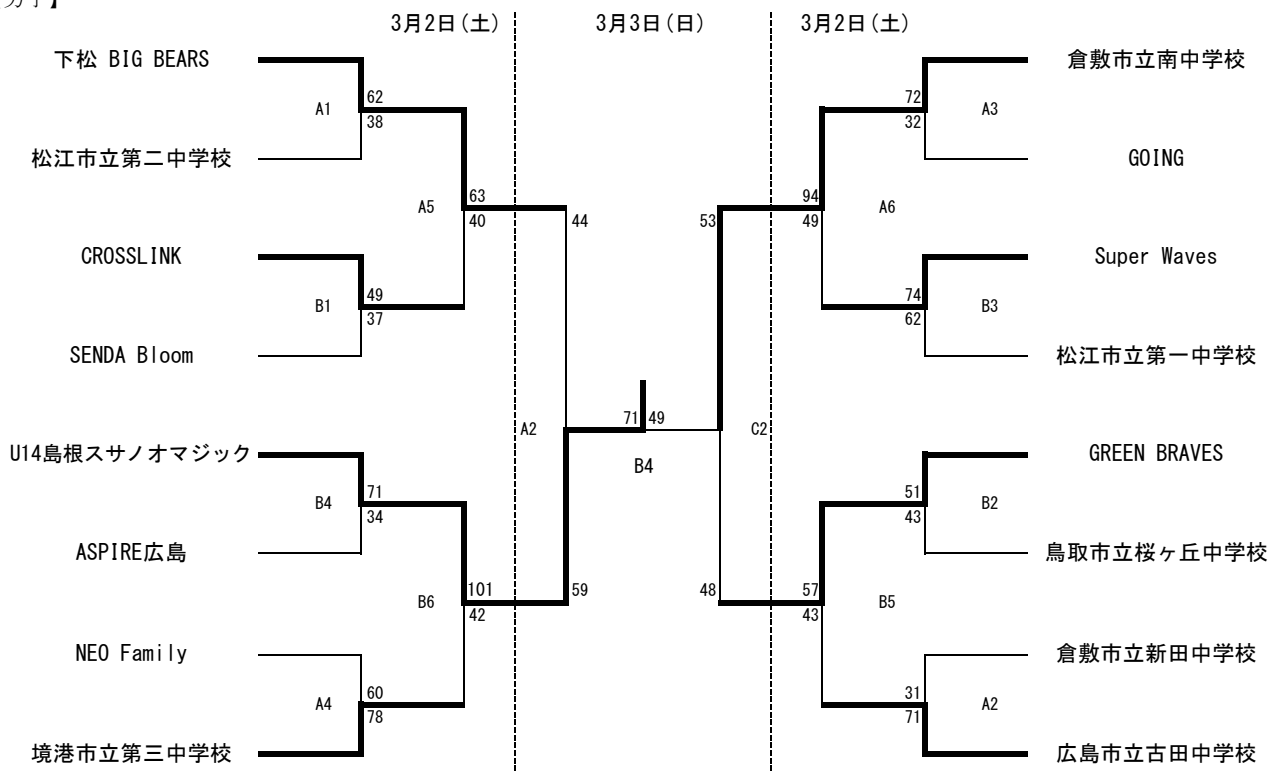 男子】
3月2日(土) 3月3日(日) 3月2日(土)
下松 BIG BEARS 倉敷市立南中学校
62 72
A1 A3
38 32
松江市立第二中学校 GOING
63 94
A5 44 53 A6
40 49
CROSSLINK Super Waves
49 74
B1 B3
37 62
SENDA Bloom 松江市立第一中学校
71 49
A2 C2
B4
U14島根スサノオマジック GREEN BRAVES
71 51
B4 B2
34 43
ASPIRE広島 鳥取市立桜ヶ丘中学校
101 59 48 57
B6 B5
42 43
NEO Family 倉敷市立新田中学校
60 31
A4 A2
78 71
境港市立第三中学校 広島市立古田中学校